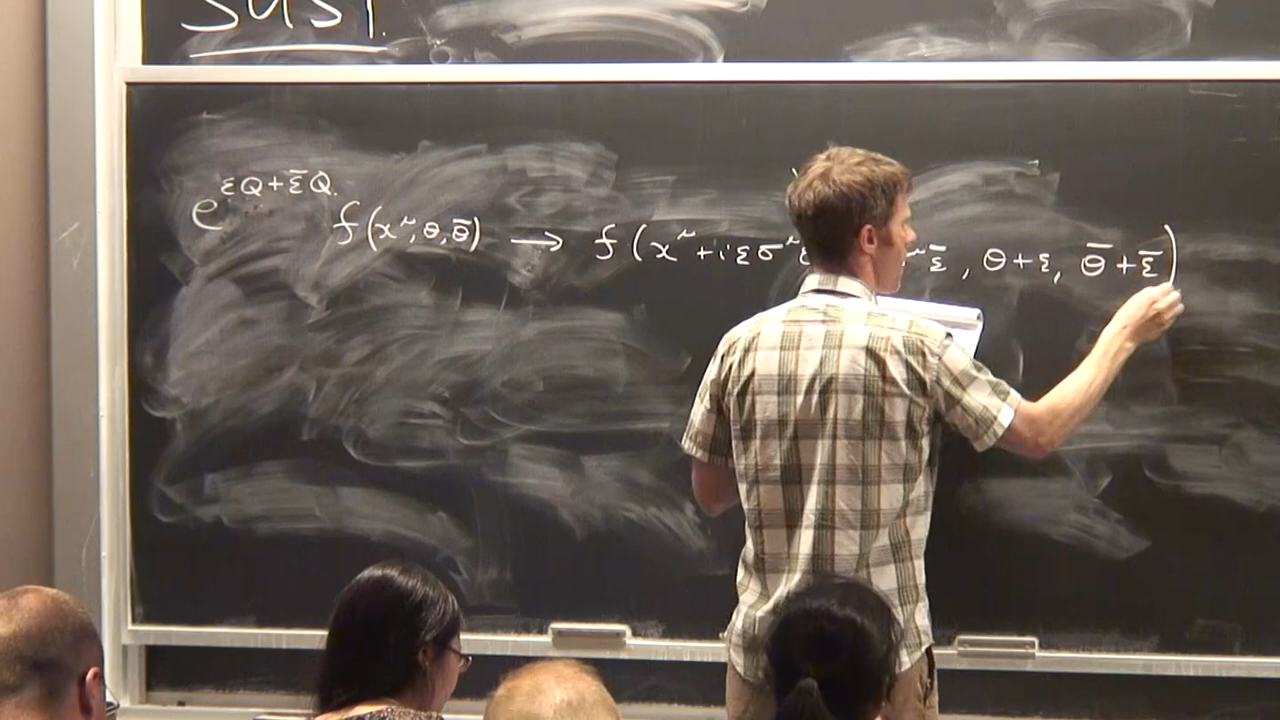 SUSY.
e^{εQ+ε̄Q̄} f(x^μ,θ,θ̄) → f(x^μ+iεσ^μ ε̄, θ+ε, θ̄+ε̄)